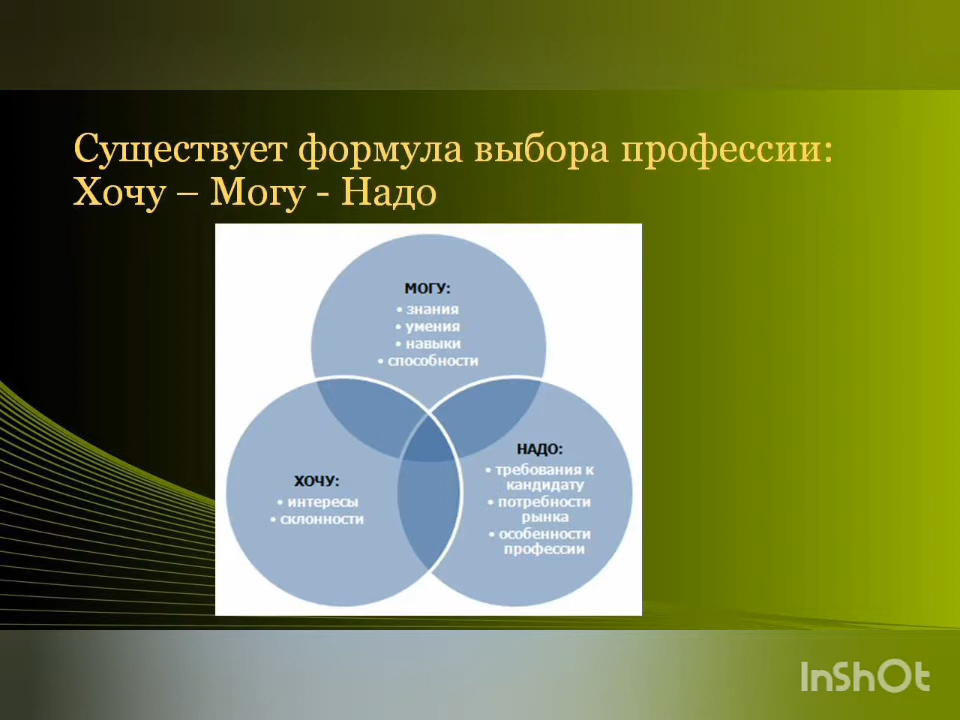 Существует формула выбора профессии:
Хочу – Могу - Надо
МОГУ:
• знания
• умения
• навыки
• способности
ХОЧУ:
• интересы
• склонности
НАДО:
• требования к
кандидату
• потребности
рынка
• особенности
профессии
InShOt